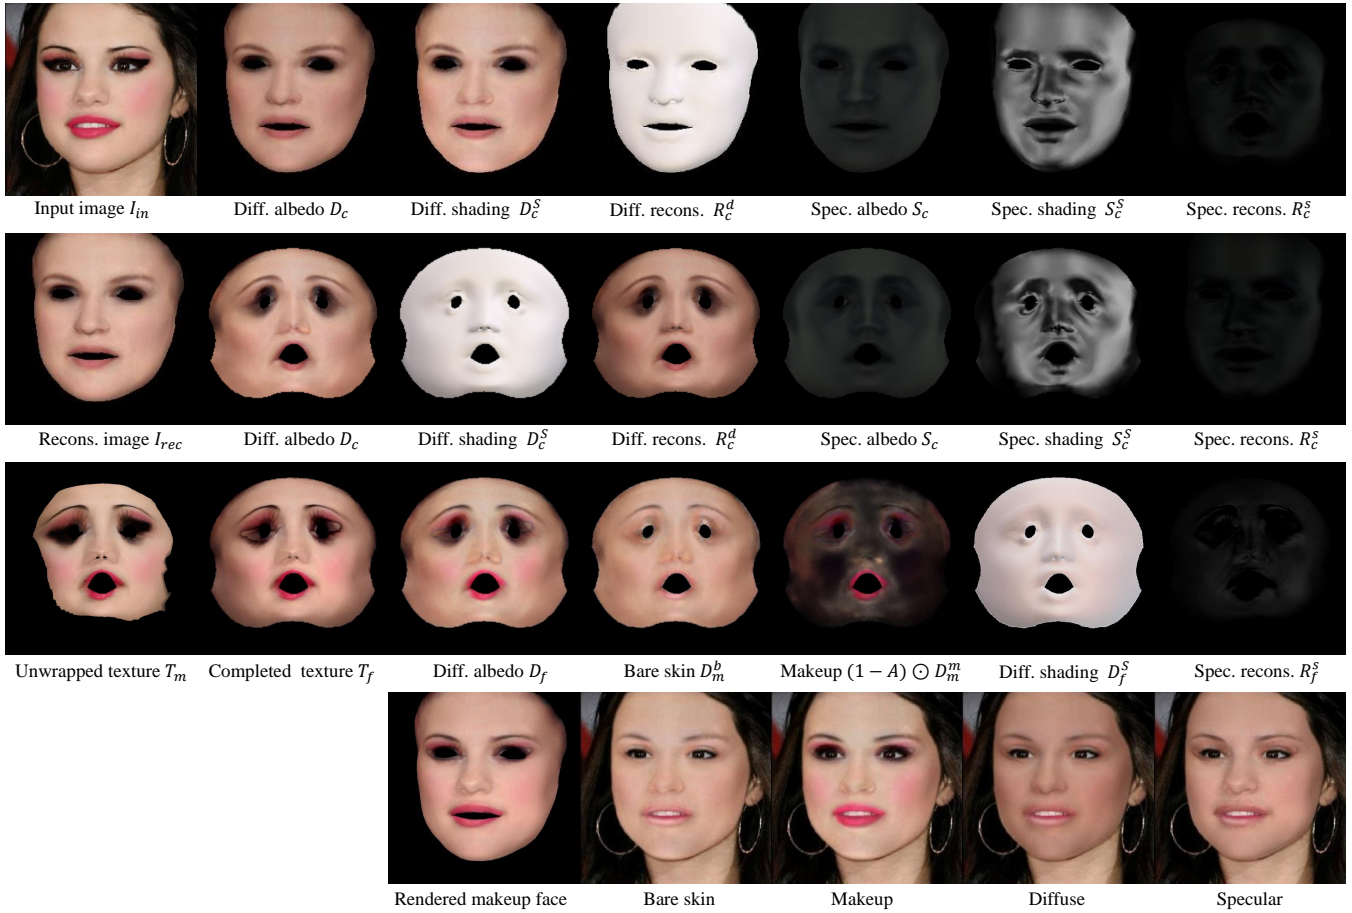 Input image I_in Diff. albedo D_c Diff. shading D_c^S Diff. recons. R_c^d Spec. albedo S_c Spec. shading S_c^S Spec. recons. R_c^s
Recons. image I_rec Diff. albedo D_c Diff. shading D_c^S Diff. recons. R_c^d Spec. albedo S_c Spec. shading S_c^S Spec. recons. R_c^s
Unwrapped texture T_m Completed texture T_f Diff. albedo D_f Bare skin D_m^b Makeup (1 − A) ⊙ D_m^m Diff. shading D_f^S Spec. recons. R_f^s
Rendered makeup face Bare skin Makeup Diffuse Specular